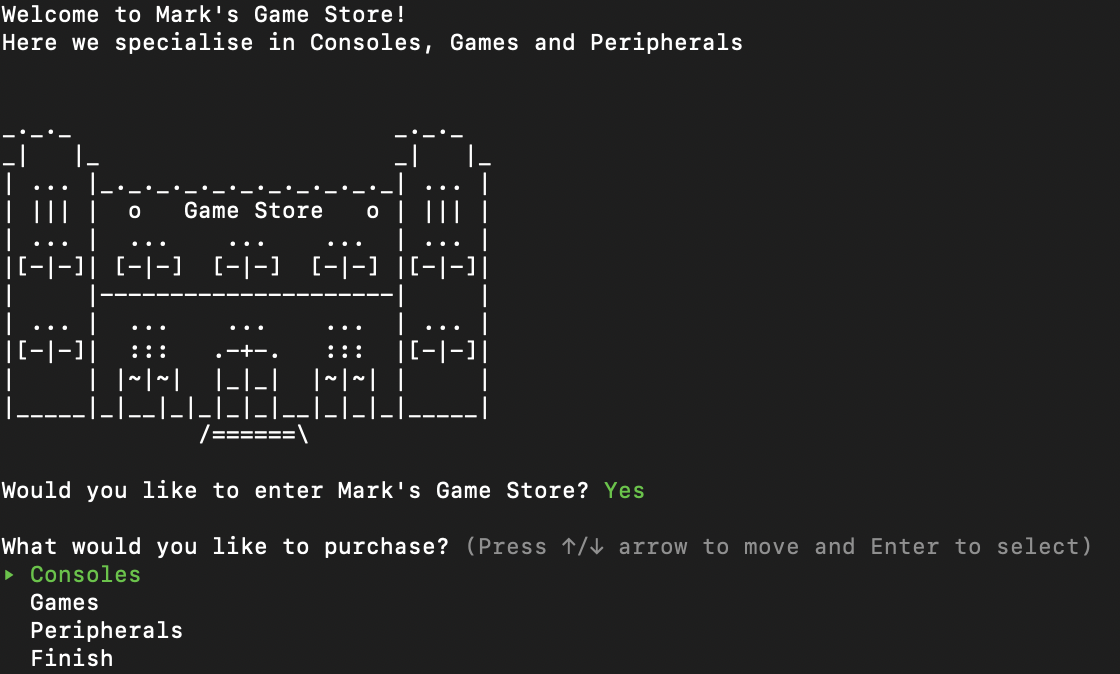 Welcome to Mark's Game Store!
Here we specialise in Consoles, Games and Peripherals
Game Store
Would you like to enter Mark's Game Store? Yes
What would you like to purchase? (Press ↑/↓ arrow to move and Enter to select)
‣ Consoles
Games
Peripherals
Finish